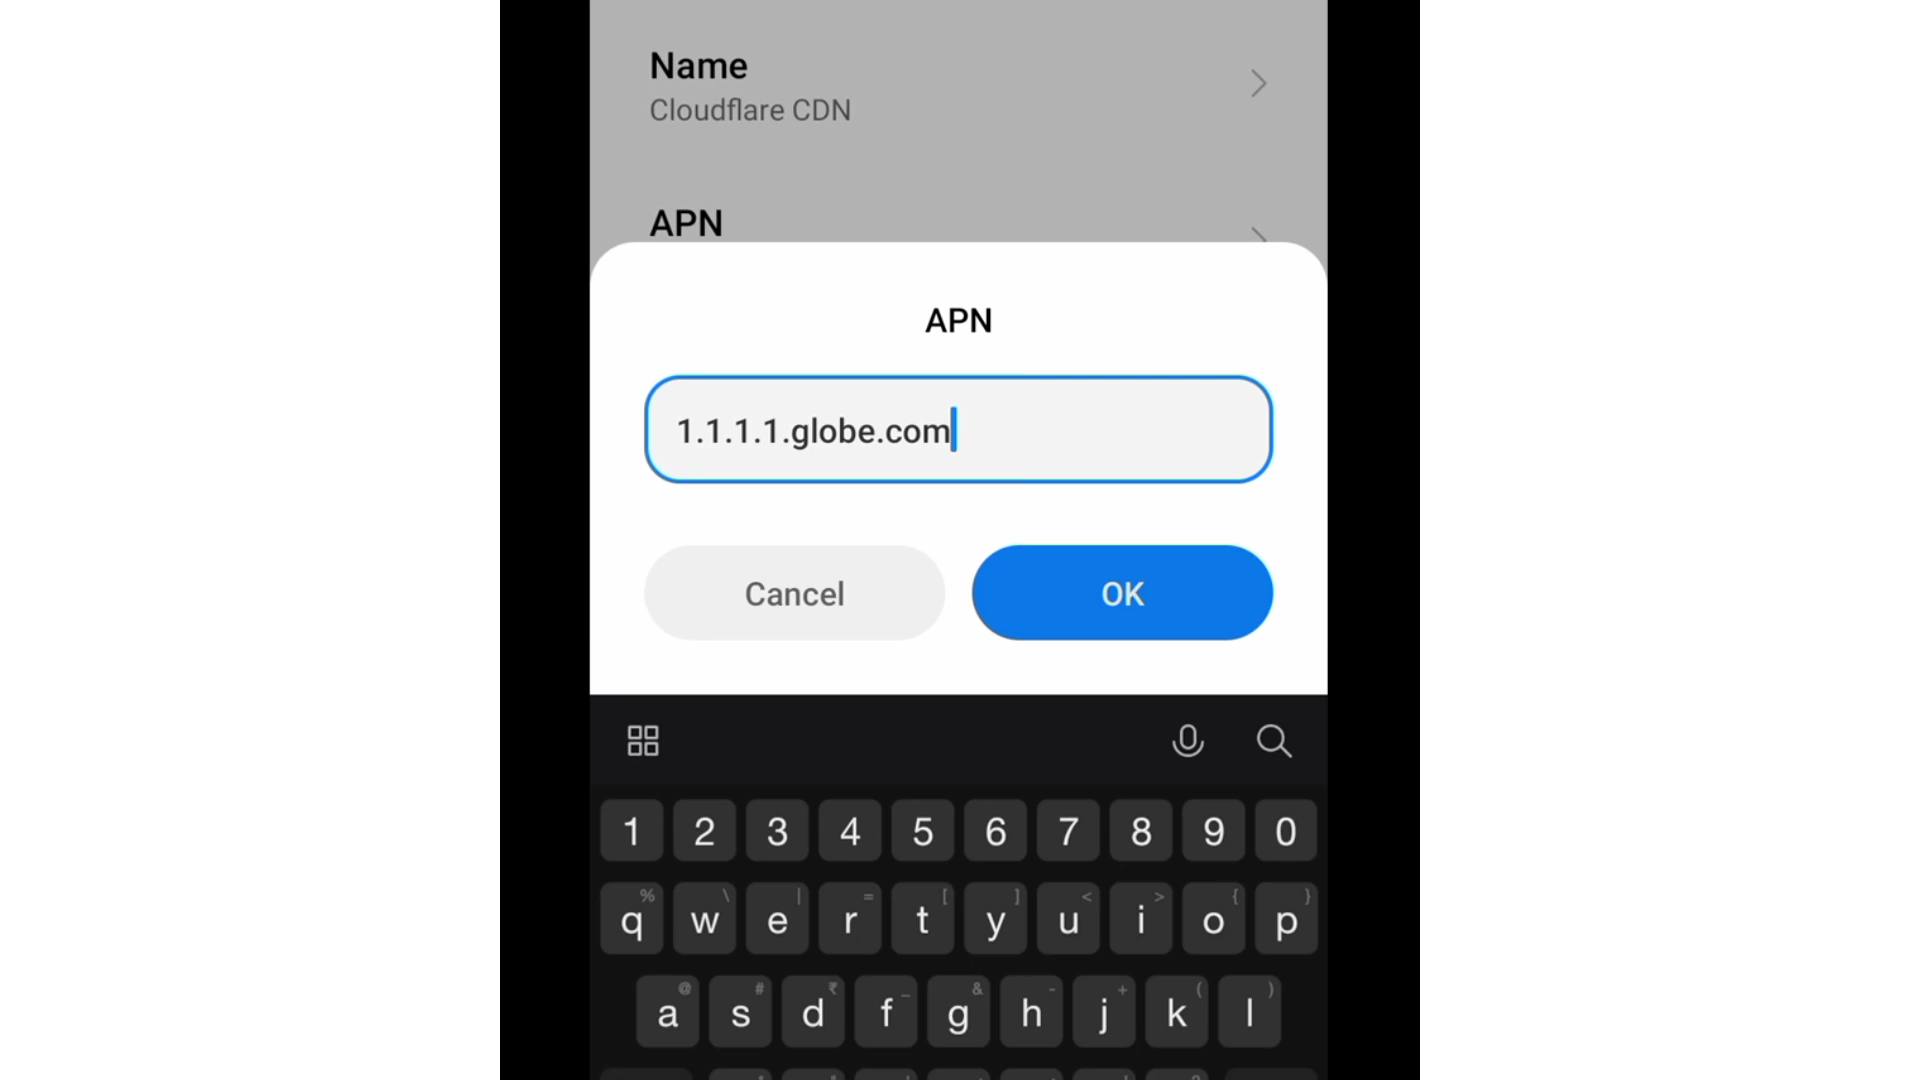 Name
Cloudflare CDN
APN
APN
1.1.1.1.globe.com
Cancel
OK
1 2 3 4 5 6 7 8 9 0
% \ | = [ ] < > { }
q w e r t y u i o p
@ # ₹ _ & - + ( )
a s d f g h j k l